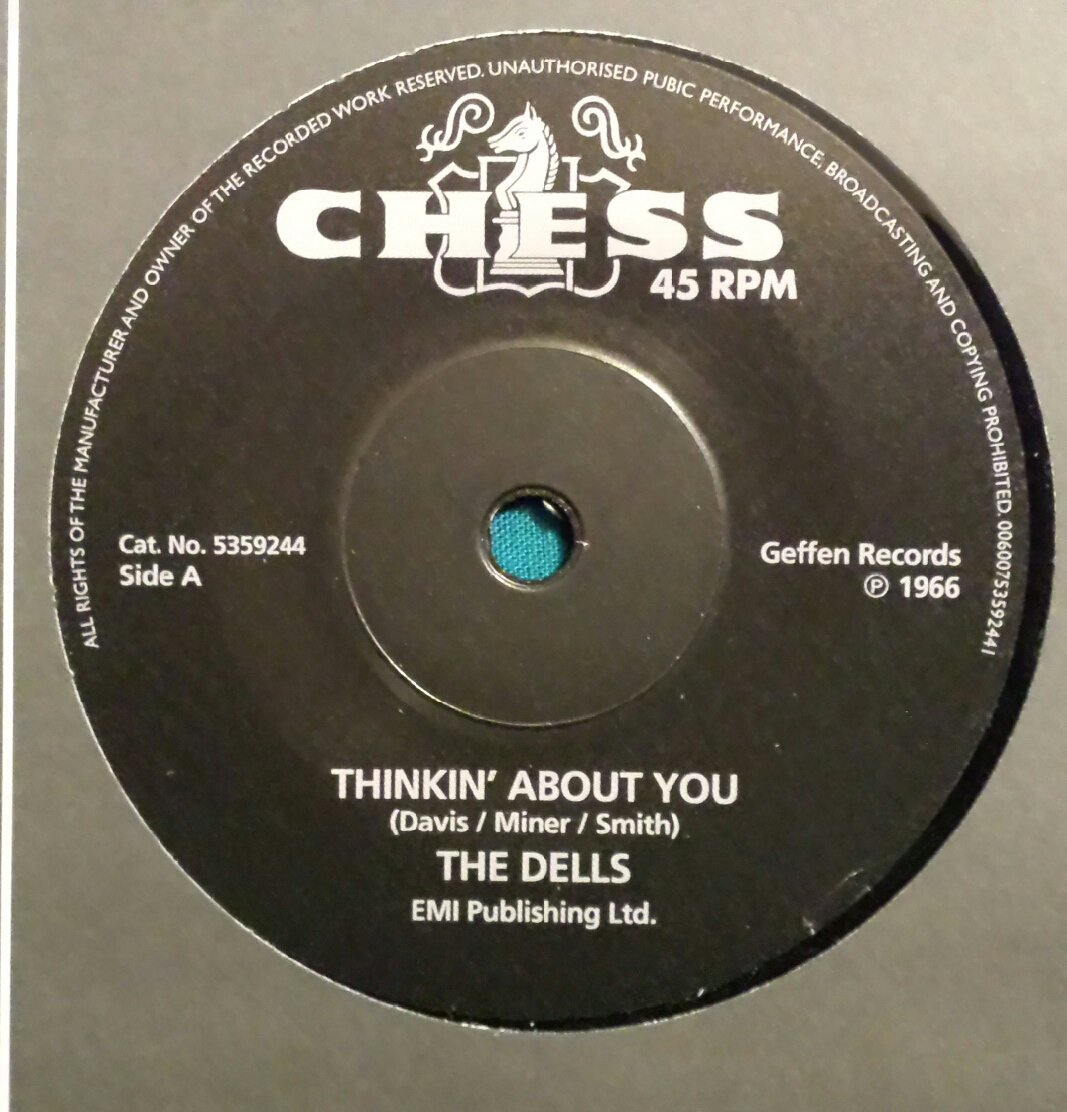 ALL RIGHTS OF THE MANUFACTURER AND OWNER OF THE RECORDED WORK RESERVED. UNAUTHORISED PUBIC PERFORMANCE, BROADCASTING AND COPYING PROHIBITED. 00600753592441
CHESS
45 RPM
Cat. No. 5359244
Side A
Geffen Records
℗ 1966
THINKIN' ABOUT YOU
(Davis / Miner / Smith)
THE DELLS
EMI Publishing Ltd.